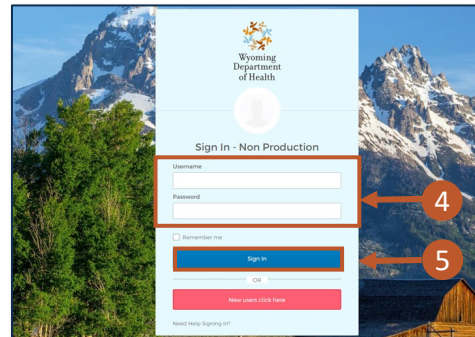 Wyoming
Department
of Health
Sign In - Non Production
Username
4
Password
Remember me
Sign In
5
OR
New users click here
Need Help Signing In?